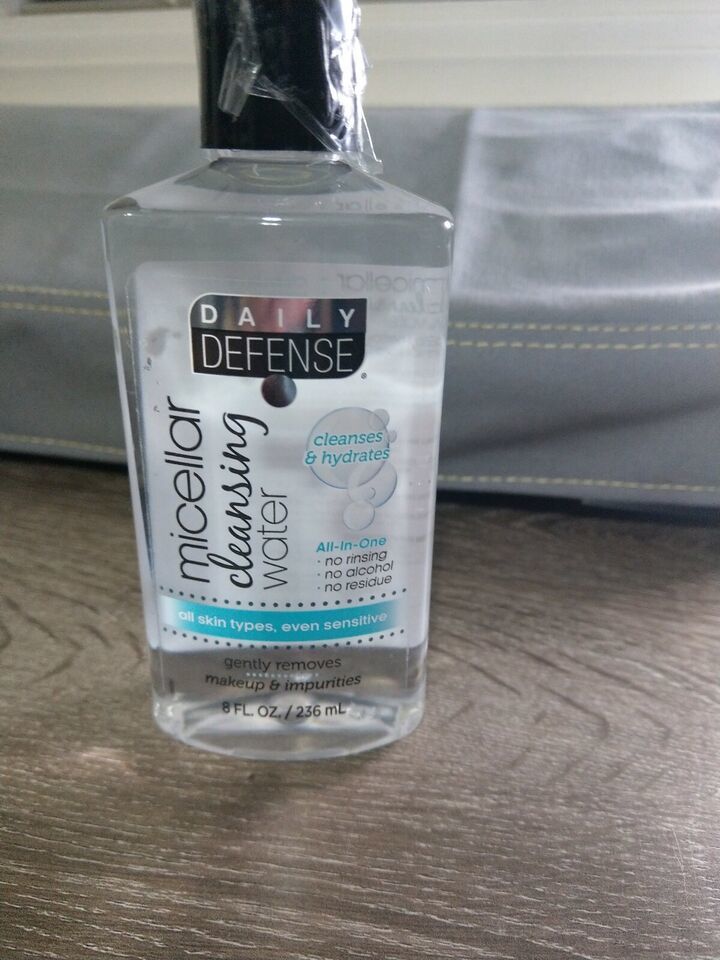 DAILY
DEFENSE®
micellar
cleansing
water
cleanses
& hydrates
All-In-One
· no rinsing
· no alcohol
· no residue
all skin types, even sensitive
gently removes
makeup & impurities
8 FL. OZ. / 236 mL